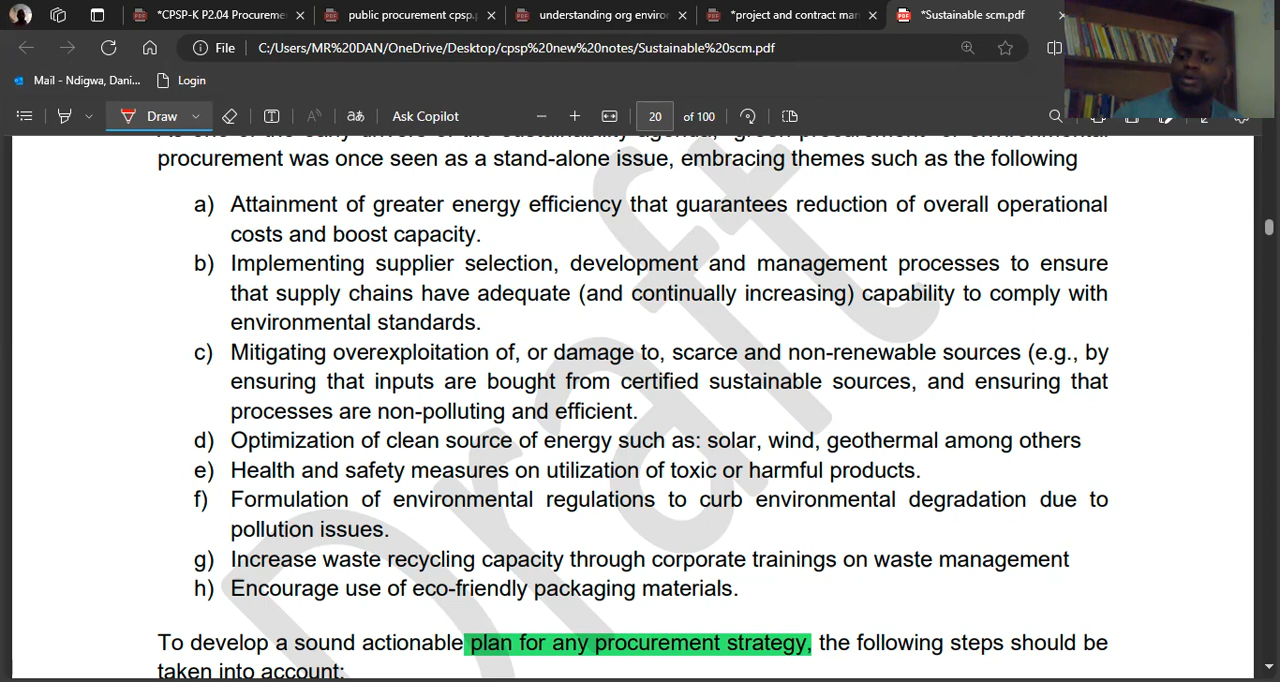 *CPSP-K P2.04 Procureme
public procurement cpsp.
understanding org enviro
*project and contract mar
*Sustainable scm.pdf
File
C:/Users/MR%20DAN/OneDrive/Desktop/cpsp%20new%20notes/Sustainable%20scm.pdf
Mail - Ndigwa, Dani...
Login
Draw
Ask Copilot
20
of 100
procurement was once seen as a stand-alone issue, embracing themes such as the following
a) Attainment of greater energy efficiency that guarantees reduction of overall operational
costs and boost capacity.
b) Implementing supplier selection, development and management processes to ensure
that supply chains have adequate (and continually increasing) capability to comply with
environmental standards.
c) Mitigating overexploitation of, or damage to, scarce and non-renewable sources (e.g., by
ensuring that inputs are bought from certified sustainable sources, and ensuring that
processes are non-polluting and efficient.
d) Optimization of clean source of energy such as: solar, wind, geothermal among others
e) Health and safety measures on utilization of toxic or harmful products.
f) Formulation of environmental regulations to curb environmental degradation due to
pollution issues.
g) Increase waste recycling capacity through corporate trainings on waste management
h) Encourage use of eco-friendly packaging materials.
To develop a sound actionable plan for any procurement strategy, the following steps should be
taken into account:
Draft